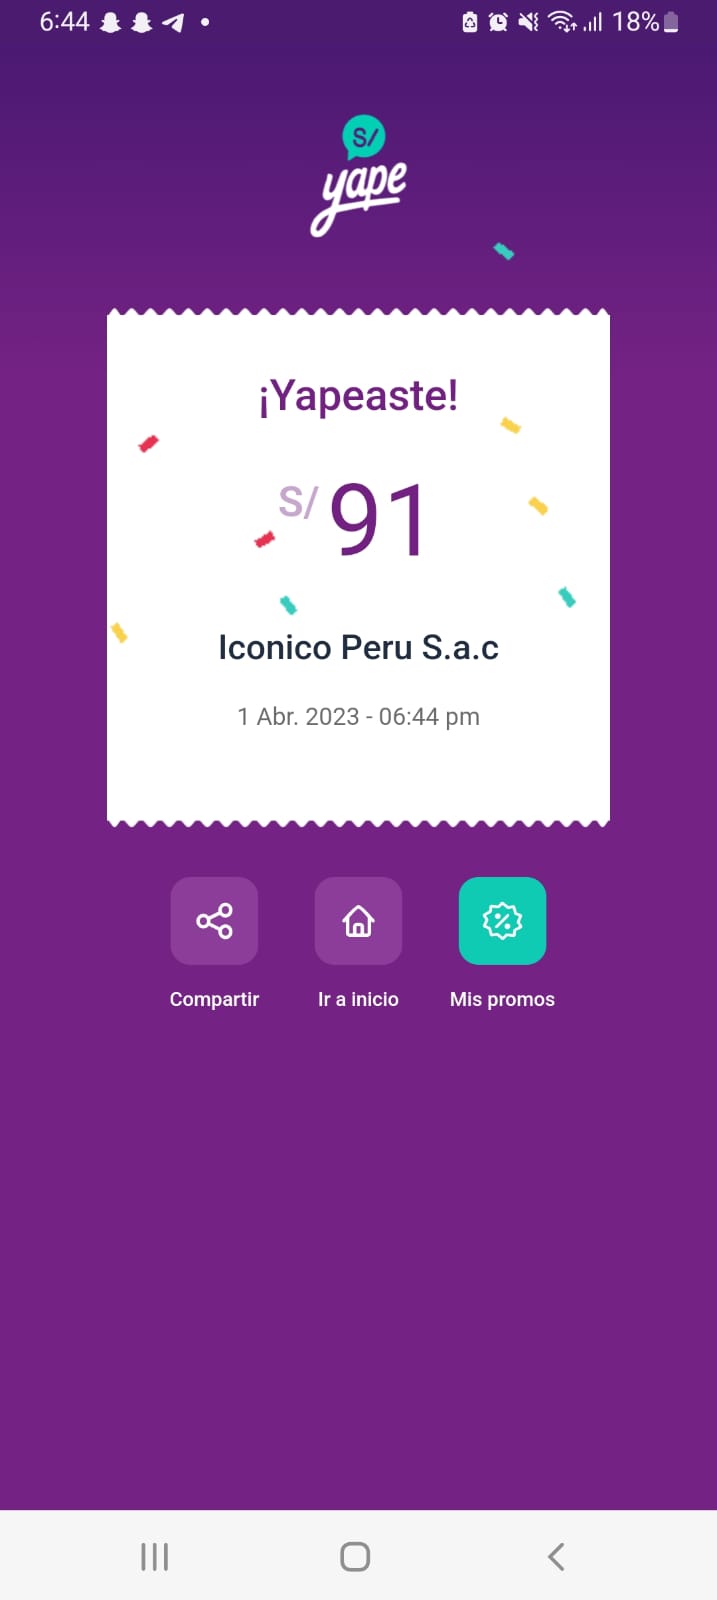 6:44 18%
S/
yape
¡Yapeaste!
S/ 91
Iconico Peru S.a.c
1 Abr. 2023 - 06:44 pm
Compartir Ir a inicio Mis promos